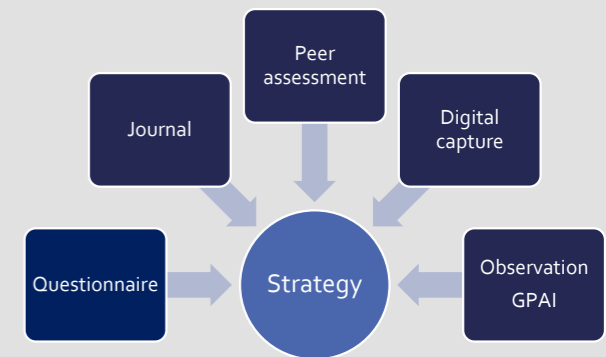 Peer
assessment
Journal
Digital
capture
Questionnaire
Strategy
Observation
GPAI